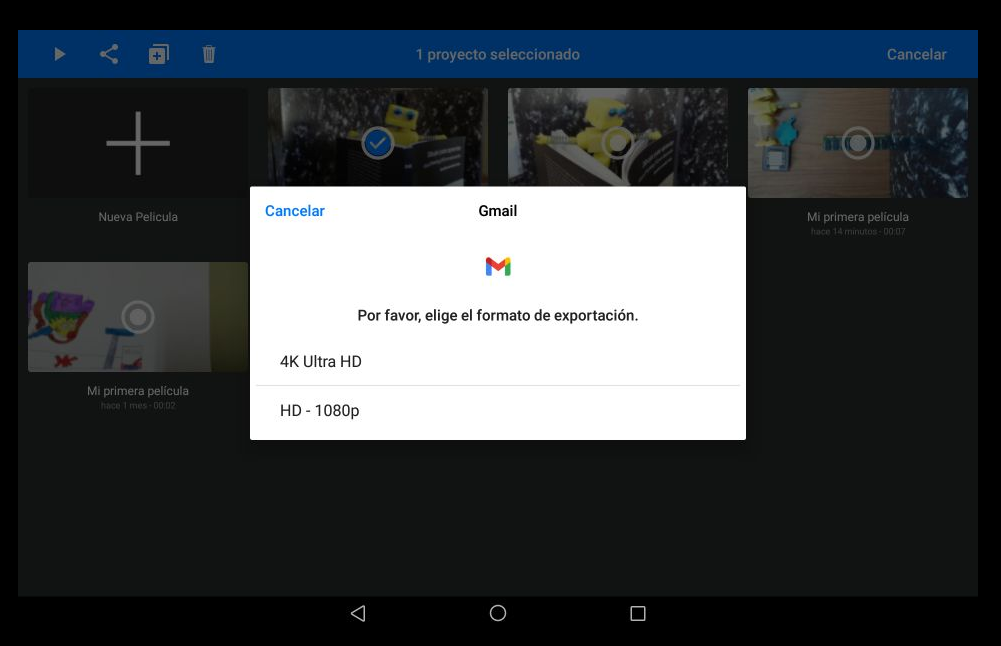 1 proyecto seleccionado
Cancelar
Nueva Pelicula
Mi primera película
hace 14 minutos - 00:07
Mi primera película
hace 1 mes - 00:02
Cancelar
Gmail
Por favor, elige el formato de exportación.
4K Ultra HD
HD - 1080p